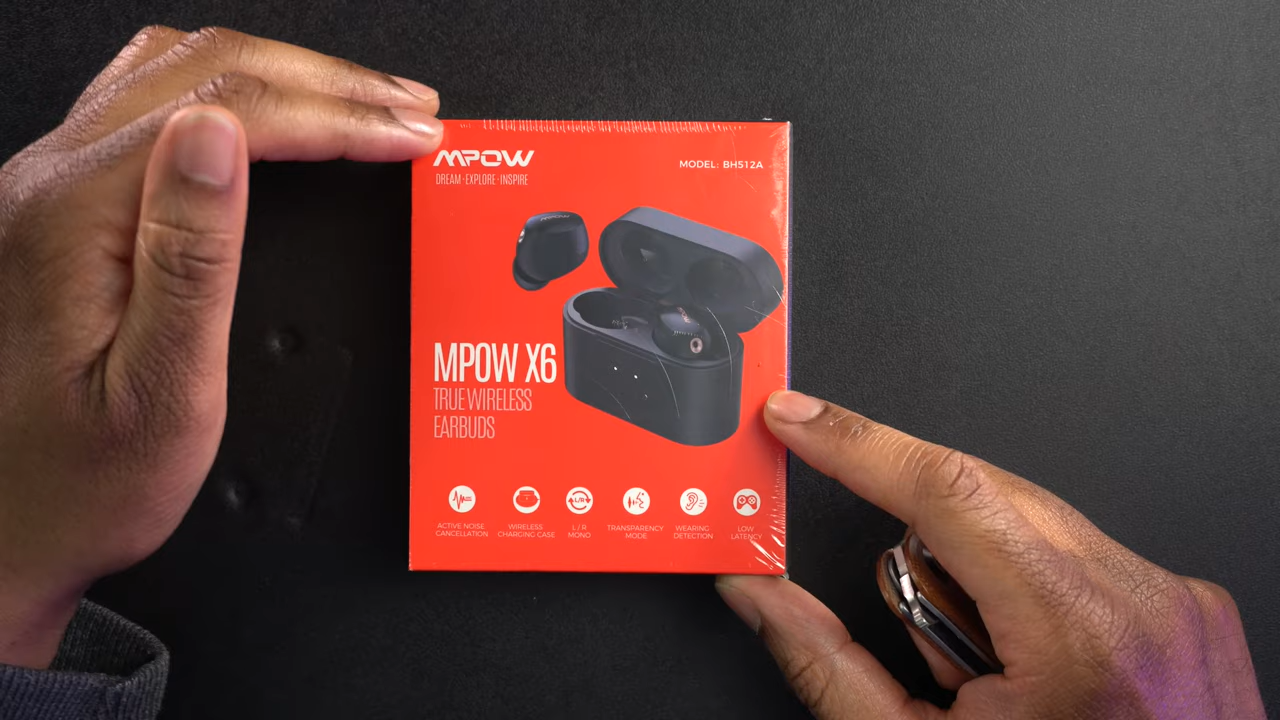 MPOW
DREAM·EXPLORE·INSPIRE
MODEL: BH512A
MPOW
MPOW X6
TRUE WIRELESS
EARBUDS
L/R
ACTIVE NOISE
CANCELLATION
WIRELESS
CHARGING CASE
L / R
MONO
TRANSPARENCY
MODE
WEARING
DETECTION
LOW
LATENCY